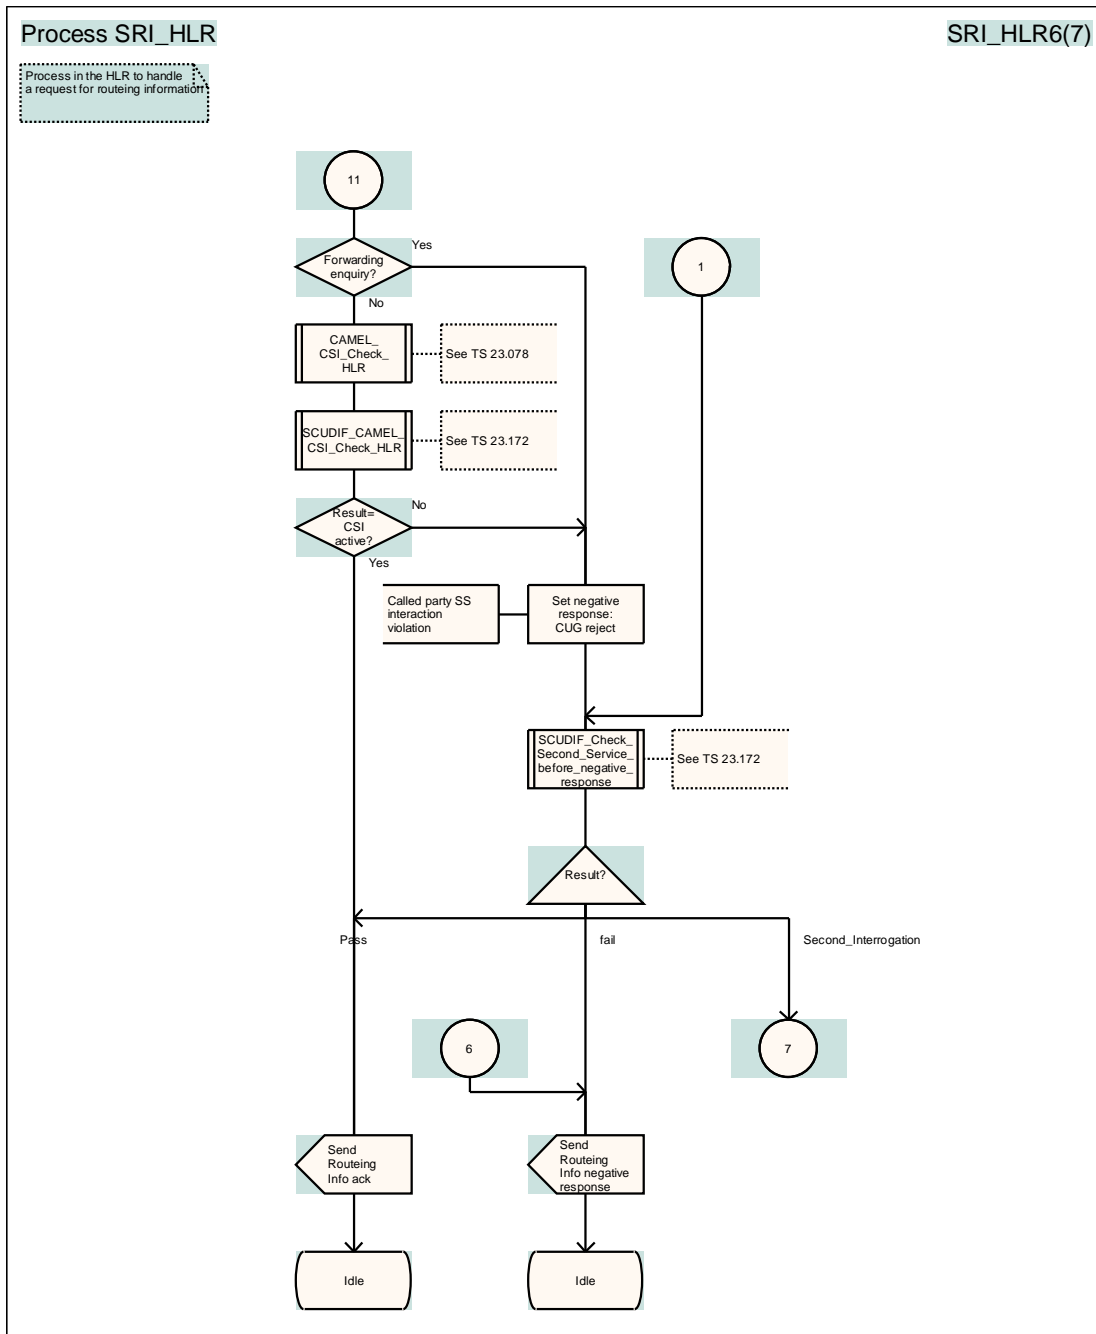 Process SRI_HLR
SRI_HLR6(7)
Process in the HLR to handle
a request for routeing information
11
Forwarding
enquiry?
Yes
No
1
CAMEL_
CSI_Check_
HLR
See TS 23.078
SCUDIF_CAMEL_
CSI_Check_HLR
See TS 23.172
Result=
CSI
active?
No
Yes
Called party SS
interaction
violation
Set negative
response:
CUG reject
SCUDIF_Check_
Second_Service_
before_negative_
response
See TS 23.172
Result?
Pass
fail
Second_Interrogation
6
7
Send
Routeing
Info ack
Send
Routeing
Info negative
response
Idle
Idle